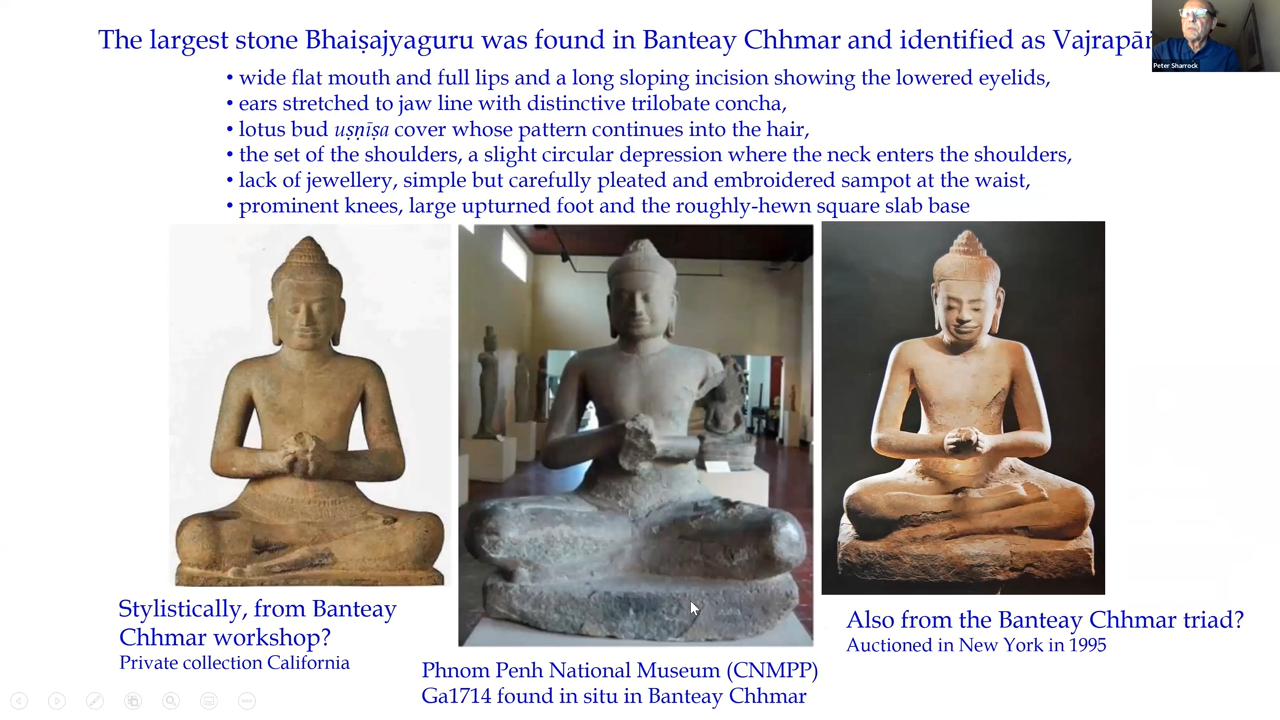 The largest stone Bhaiṣajyaguru was found in Banteay Chhmar and identified as
Peter Sharrock
• wide flat mouth and full lips and a long sloping incision showing the lowered eyelids,
• ears stretched to jaw line with distinctive trilobate concha,
• lotus bud uṣṇīṣa cover whose pattern continues into the hair,
• the set of the shoulders, a slight circular depression where the neck enters the shoulders,
• lack of jewellery, simple but carefully pleated and embroidered sampot at the waist,
• prominent knees, large upturned foot and the roughly-hewn square slab base
Stylistically, from Banteay
Chhmar workshop?
Private collection California
Phnom Penh National Museum (CNMPP)
Ga1714 found in situ in Banteay Chhmar
Also from the Banteay Chhmar triad?
Auctioned in New York in 1995